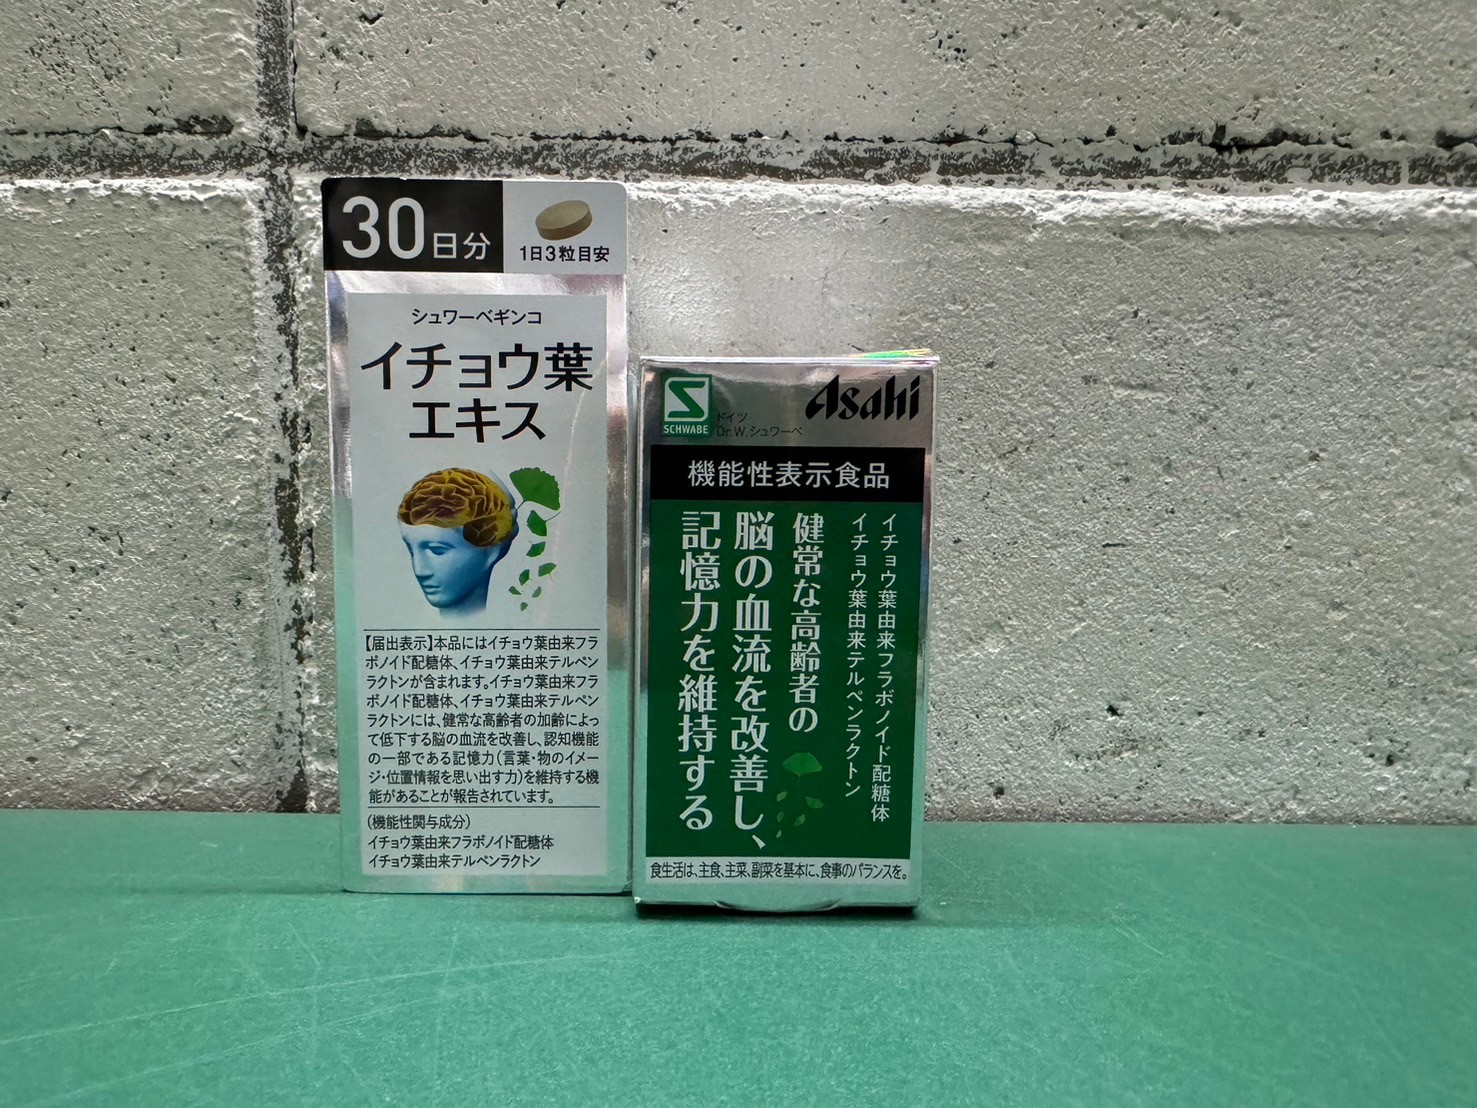 30日分
1日3粒目安
シュワーベギンコ
イチョウ葉
エキス
【届出表示】本品にはイチョウ葉由来フラ
ボノイド配糖体、イチョウ葉由来テルペン
ラクトンが含まれます。イチョウ葉由来フラ
ボノイド配糖体、イチョウ葉由来テルペン
ラクトンには、健常な高齢者の加齢によっ
て低下する脳の血流を改善し、認知機能
の一部である記憶力（言葉・物のイメー
ジ・位置情報を思い出す力）を維持する機
能があることが報告されています。
（機能性関与成分）
イチョウ葉由来フラボノイド配糖体
イチョウ葉由来テルペンラクトン
S
SCHWABE
ドイツ
Dr.W.シュワーベ
Asahi
機能性表示食品
イチョウ葉由来フラボノイド配糖体
イチョウ葉由来テルペンラクトン
健常な高齢者の
脳の血流を改善し、
記憶力を維持する
食生活は、主食、主菜、副菜を基本に、食事のバランスを。